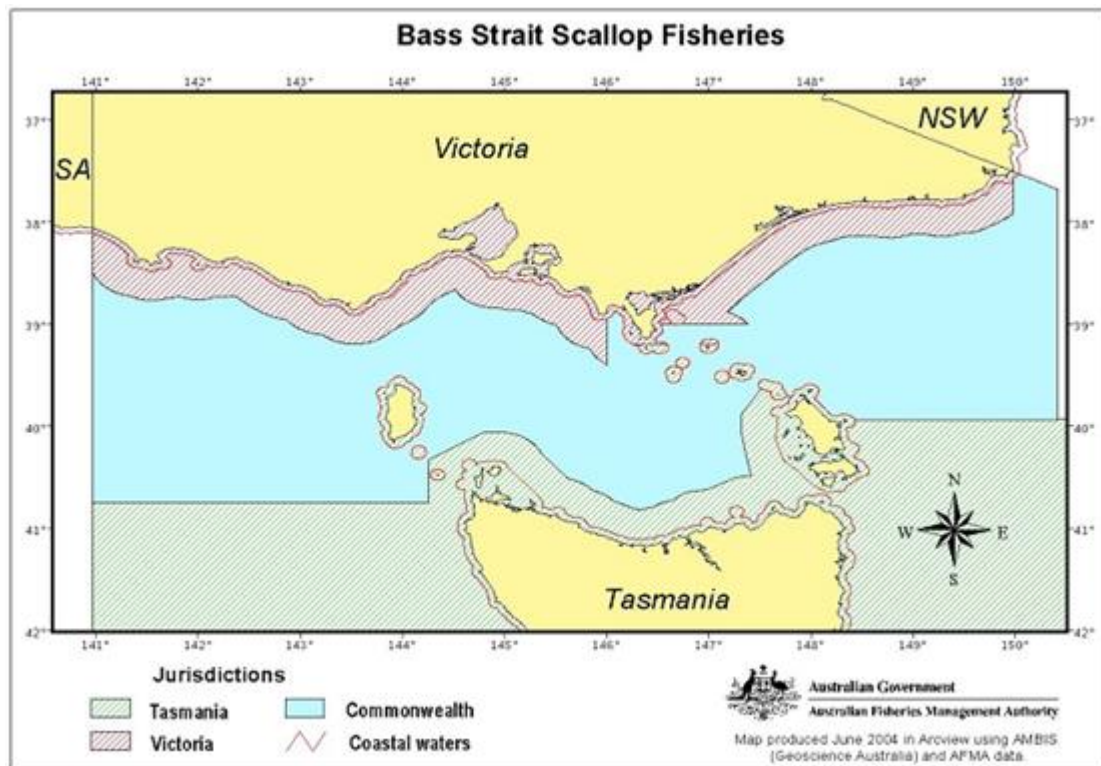 Bass Strait Scallop Fisheries
141° 142° 143° 144° 145° 146° 147° 148° 149° 150°
37° 37°
NSW
Victoria
SA
38° 38°
39° 39°
40° 40°
N
41° W E 41°
S
Tasmania
42° 42°
141° 142° 143° 144° 145° 146° 147° 148° 149° 150°
Jurisdictions
Tasmania
Commonwealth
Victoria
Coastal waters
Australian Government
Australian Fisheries Management Authority
Map produced June 2004 in Arcview using AMBIS
(Geoscience Australia) and AFMA data.